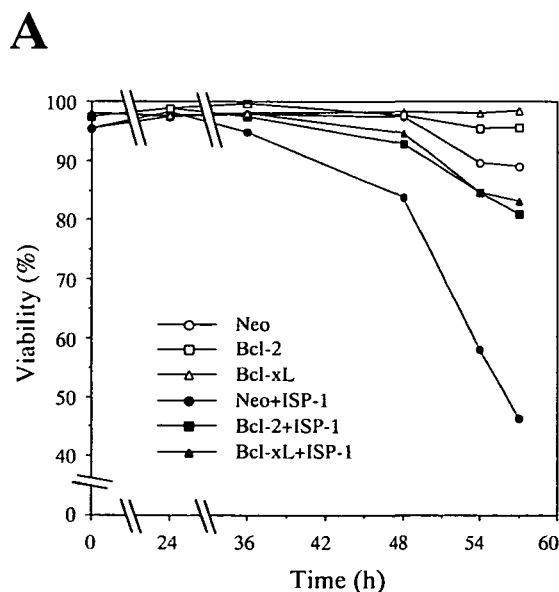 A
100
90
80
70
60
50
40
0
Viability (%)
Neo
Bcl-2
Bcl-xL
Neo+ISP-1
Bcl-2+ISP-1
Bcl-xL+ISP-1
0 24 36 42 48 54 60
Time (h)